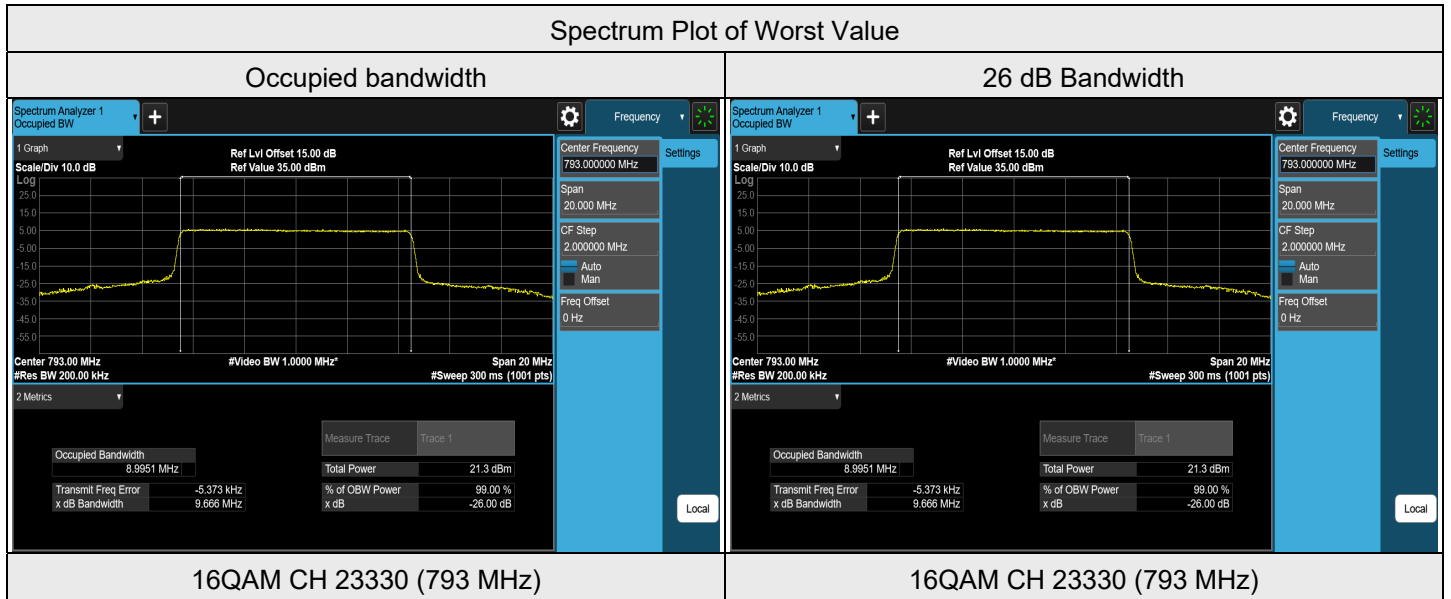 Spectrum Plot of Worst Value
Occupied bandwidth
26 dB Bandwidth
Spectrum Analyzer 1
Occupied BW
+
Frequency
1 Graph
Scale/Div 10.0 dB
Ref Lvl Offset 15.00 dB
Ref Value 35.00 dBm
Log
25.0
15.0
5.00
-5.00
-15.0
-25.0
-35.0
-45.0
-55.0
Center 793.00 MHz
#Video BW 1.0000 MHz*
Span 20 MHz
#Res BW 200.00 kHz
#Sweep 300 ms (1001 pts)
Center Frequency
793.000000 MHz
Settings
Span
20.000 MHz
CF Step
2.000000 MHz
Auto
Man
Freq Offset
0 Hz
2 Metrics
Measure Trace Trace 1
Occupied Bandwidth
8.9951 MHz
Total Power 21.3 dBm
Transmit Freq Error -5.373 kHz
% of OBW Power 99.00 %
x dB Bandwidth 9.666 MHz
x dB -26.00 dB
Local
Spectrum Analyzer 1
Occupied BW
+
Frequency
1 Graph
Scale/Div 10.0 dB
Ref Lvl Offset 15.00 dB
Ref Value 35.00 dBm
Log
25.0
15.0
5.00
-5.00
-15.0
-25.0
-35.0
-45.0
-55.0
Center 793.00 MHz
#Video BW 1.0000 MHz*
Span 20 MHz
#Res BW 200.00 kHz
#Sweep 300 ms (1001 pts)
Center Frequency
793.000000 MHz
Settings
Span
20.000 MHz
CF Step
2.000000 MHz
Auto
Man
Freq Offset
0 Hz
2 Metrics
Measure Trace Trace 1
Occupied Bandwidth
8.9951 MHz
Total Power 21.3 dBm
Transmit Freq Error -5.373 kHz
% of OBW Power 99.00 %
x dB Bandwidth 9.666 MHz
x dB -26.00 dB
Local
16QAM CH 23330 (793 MHz)
16QAM CH 23330 (793 MHz)